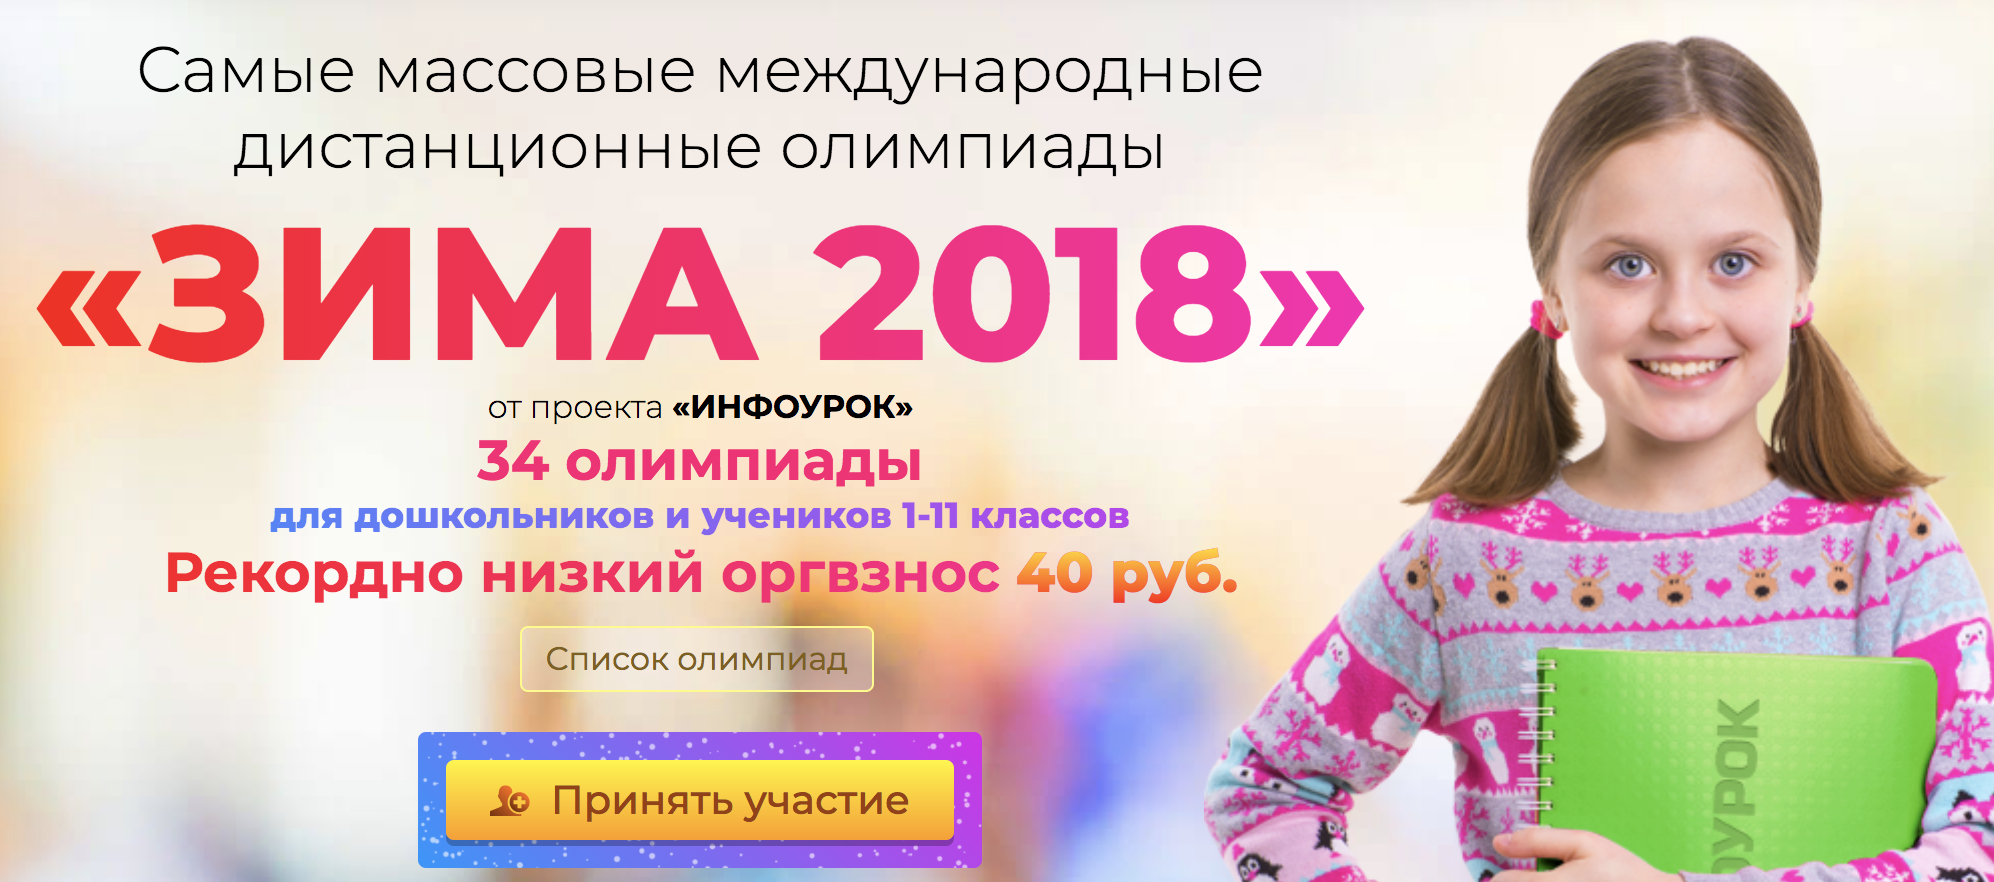 Самые массовые международные
дистанционные олимпиады
«ЗИМА 2018»
от проекта «ИНФОУРОК»
34 олимпиады
для дошкольников и учеников 1-11 классов
Рекордно низкий оргвзнос 40 руб.
Список олимпиад
Принять участие
ОУРОК